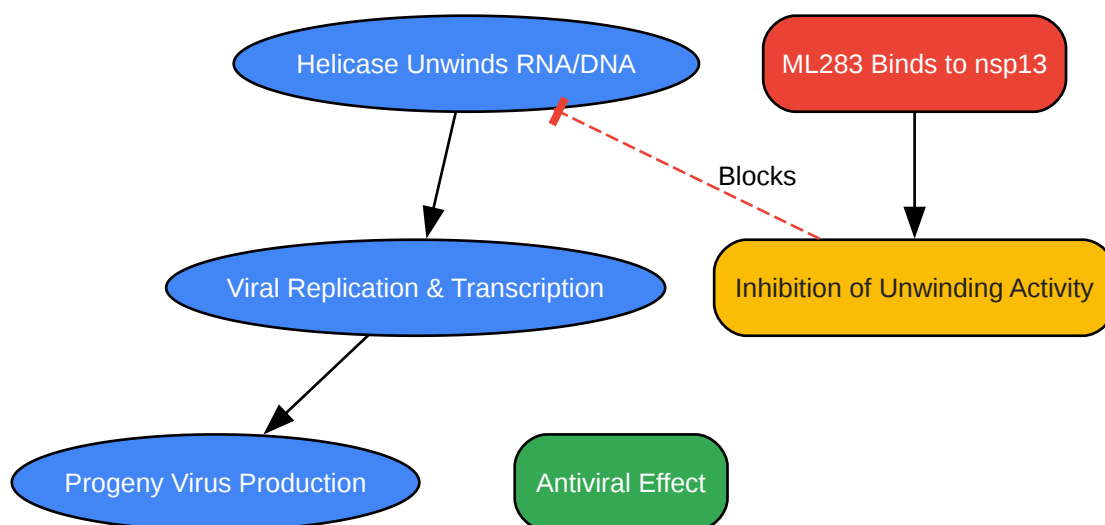 Helicase Unwinds RNA/DNA
ML283 Binds to nsp13
Blocks
Viral Replication & Transcription
Inhibition of Unwinding Activity
Progeny Virus Production
Antiviral Effect